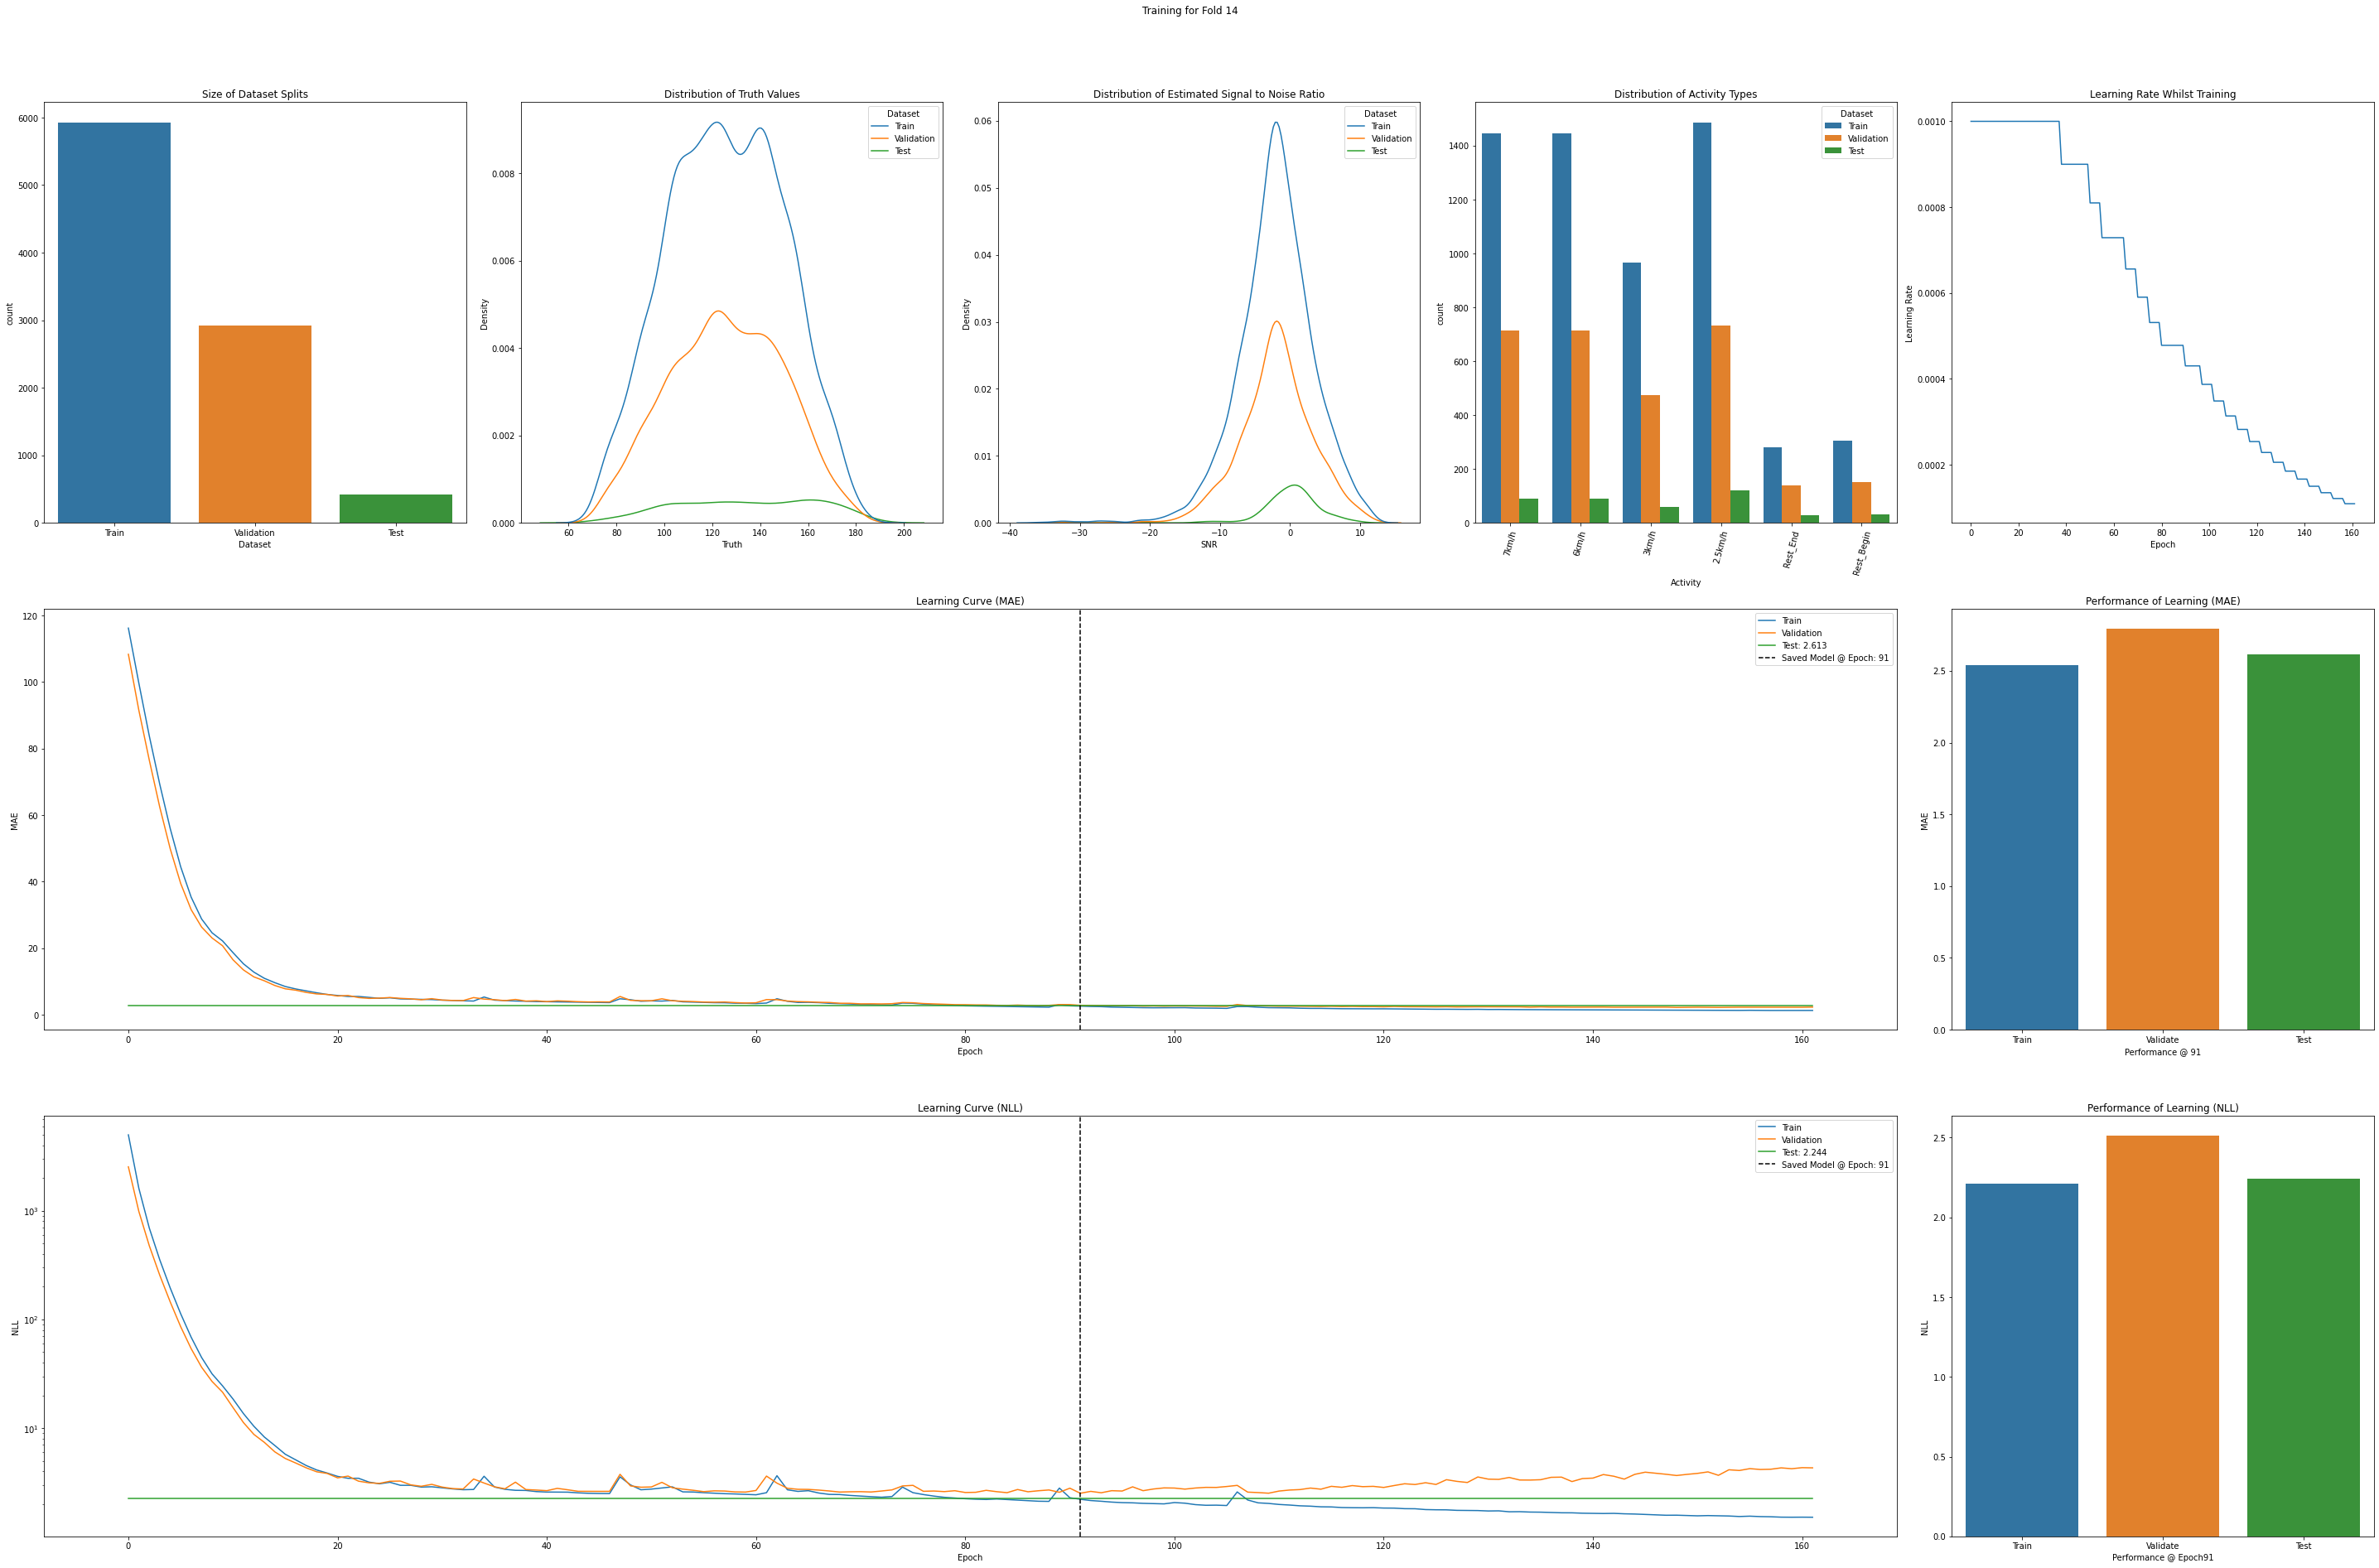 Training for Fold 14
Size of Dataset Splits
6000
5000
4000
3000
2000
1000
0
count
Train Validation Test
Dataset
Distribution of Truth Values
Dataset
Train
Validation
Test
0.008
0.006
0.004
0.002
0.000
Density
60 80 100 120 140 160 180 200
Truth
Distribution of Estimated Signal to Noise Ratio
Dataset
Train
Validation
Test
0.06
0.05
0.04
0.03
0.02
0.01
0.00
Density
−40 −30 −20 −10 0 10
SNR
Distribution of Activity Types
Dataset
Train
Validation
Test
1400
1200
1000
800
600
400
200
0
count
7km/h 6km/h 3km/h 2.5km/h Rest_End Rest_Begin
Activity
Learning Rate Whilst Training
0.0010
0.0008
0.0006
0.0004
0.0002
Learning Rate
0 20 40 60 80 100 120 140 160
Epoch
Learning Curve (MAE)
Train
Validation
Test: 2.613
Saved Model @ Epoch: 91
120
100
80
60
40
20
0
MAE
0 20 40 60 80 100 120 140 160
Epoch
Performance of Learning (MAE)
2.5
2.0
1.5
1.0
0.5
0.0
MAE
Train Validate Test
Performance @ 91
Learning Curve (NLL)
Train
Validation
Test: 2.244
Saved Model @ Epoch: 91
10³
10²
10¹
NLL
0 20 40 60 80 100 120 140 160
Epoch
Performance of Learning (NLL)
2.5
2.0
1.5
1.0
0.5
0.0
NLL
Train Validate Test
Performance @ Epoch91